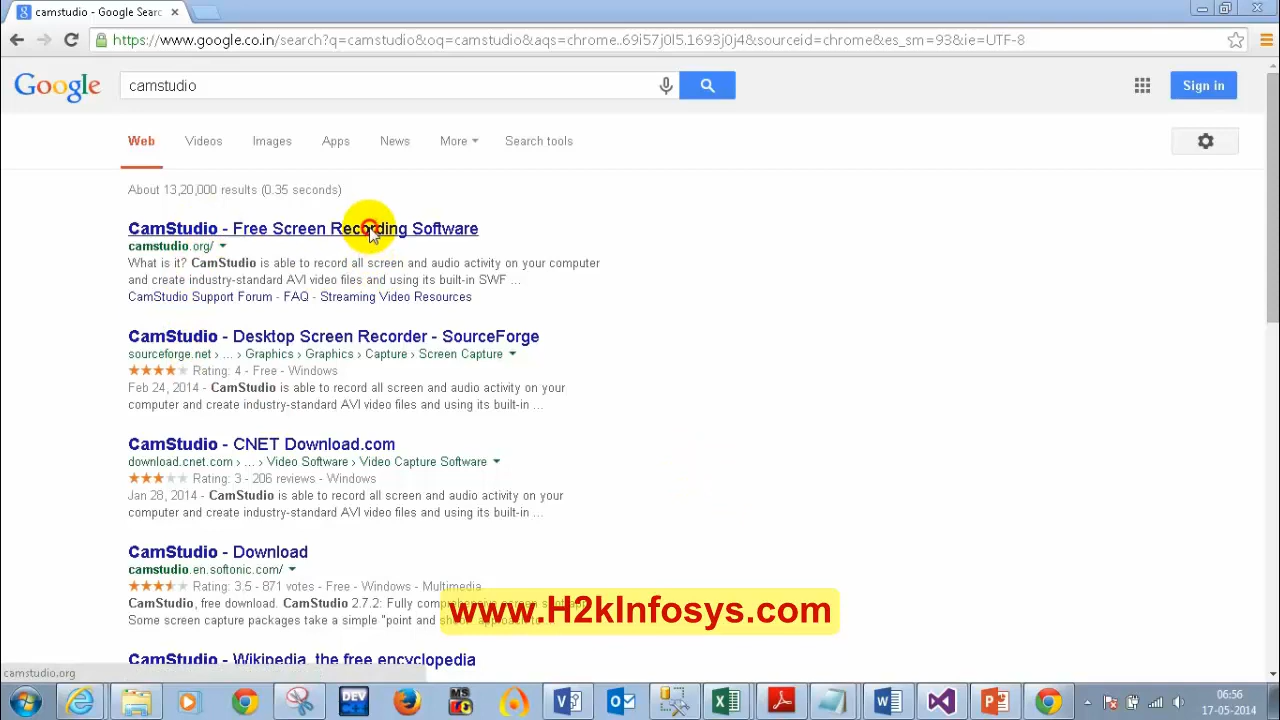 camstudio - Google Searc
https://www.google.co.in/search?q=camstudio&oq=camstudio&aqs=chrome..69i57j0l5.1693j0j4&sourceid=chrome&es_sm=93&ie=UTF-8
Google
camstudio
Sign in
Web Videos Images Apps News More Search tools
About 13,20,000 results (0.35 seconds)
CamStudio - Free Screen Recording Software
camstudio.org/
What is it? CamStudio is able to record all screen and audio activity on your computer
and create industry-standard AVI video files and using its built-in SWF ...
CamStudio Support Forum - FAQ - Streaming Video Resources
CamStudio - Desktop Screen Recorder - SourceForge
sourceforge.net › ... › Graphics › Graphics › Capture › Screen Capture
Rating: 4 - Free - Windows
Feb 24, 2014 - CamStudio is able to record all screen and audio activity on your
computer and create industry-standard AVI video files and using its built-in ...
CamStudio - CNET Download.com
download.cnet.com › ... › Video Software › Video Capture Software
Rating: 3 - 206 reviews - Windows
Jan 28, 2014 - CamStudio is able to record all screen and audio activity on your
computer and create industry-standard AVI video files and using its built-in ...
CamStudio - Download
camstudio.en.softonic.com/
Rating: 3.5 - 871 votes - Free - Windows - Multimedia
CamStudio, free download. CamStudio 2.7.2: Fully
Some screen capture packages take a simple "point and
www.H2kInfosys.com
CamStudio - Wikipedia, the free encyclopedia
camstudio.org
DEV
MS
06:56
17-05-2014